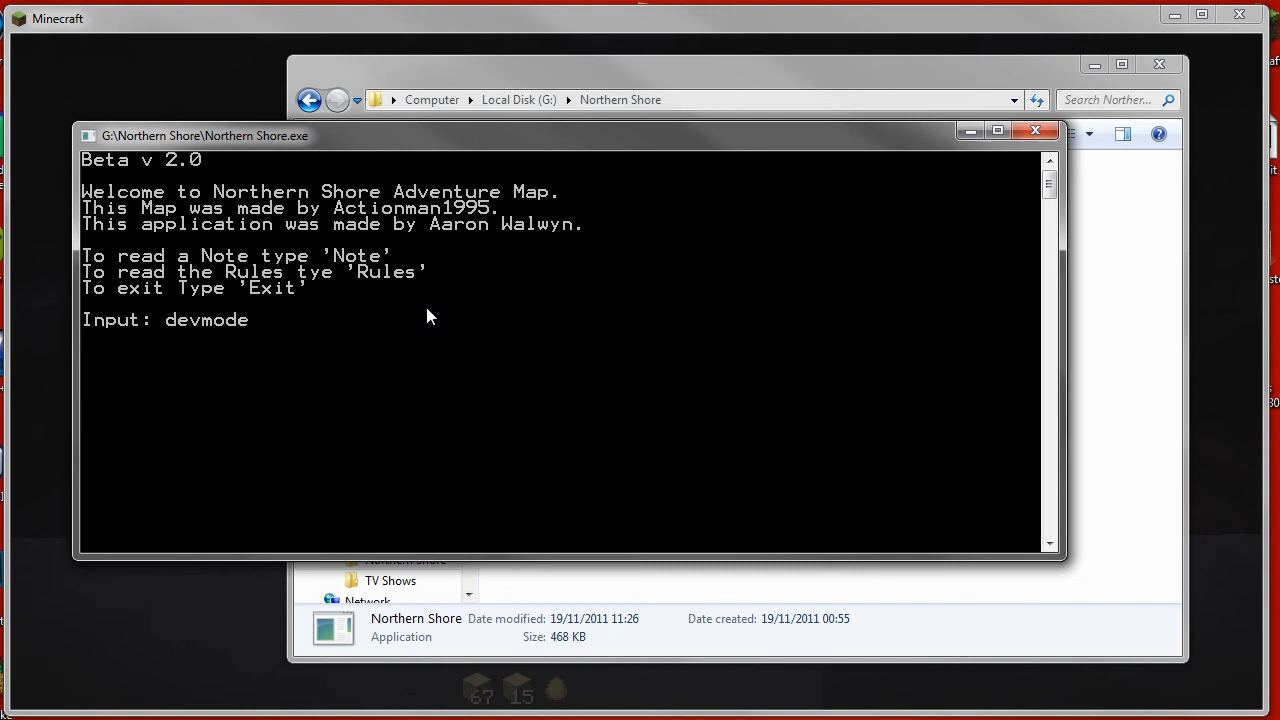 Minecraft
Computer
Local Disk (G:)
Northern Shore
Search Norther...
G:\Northern Shore\Northern Shore.exe
Beta v 2.0
Welcome to Northern Shore Adventure Map.
This Map was made by Actionman1995.
This application was made by Aaron Walwyn.
To read a Note type 'Note'
To read the Rules tye 'Rules'
To exit Type 'Exit'
Input: devmode
TV Shows
Network
Northern Shore Date modified: 19/11/2011 11:26 Date created: 19/11/2011 00:55
Application Size: 468 KB
67 15